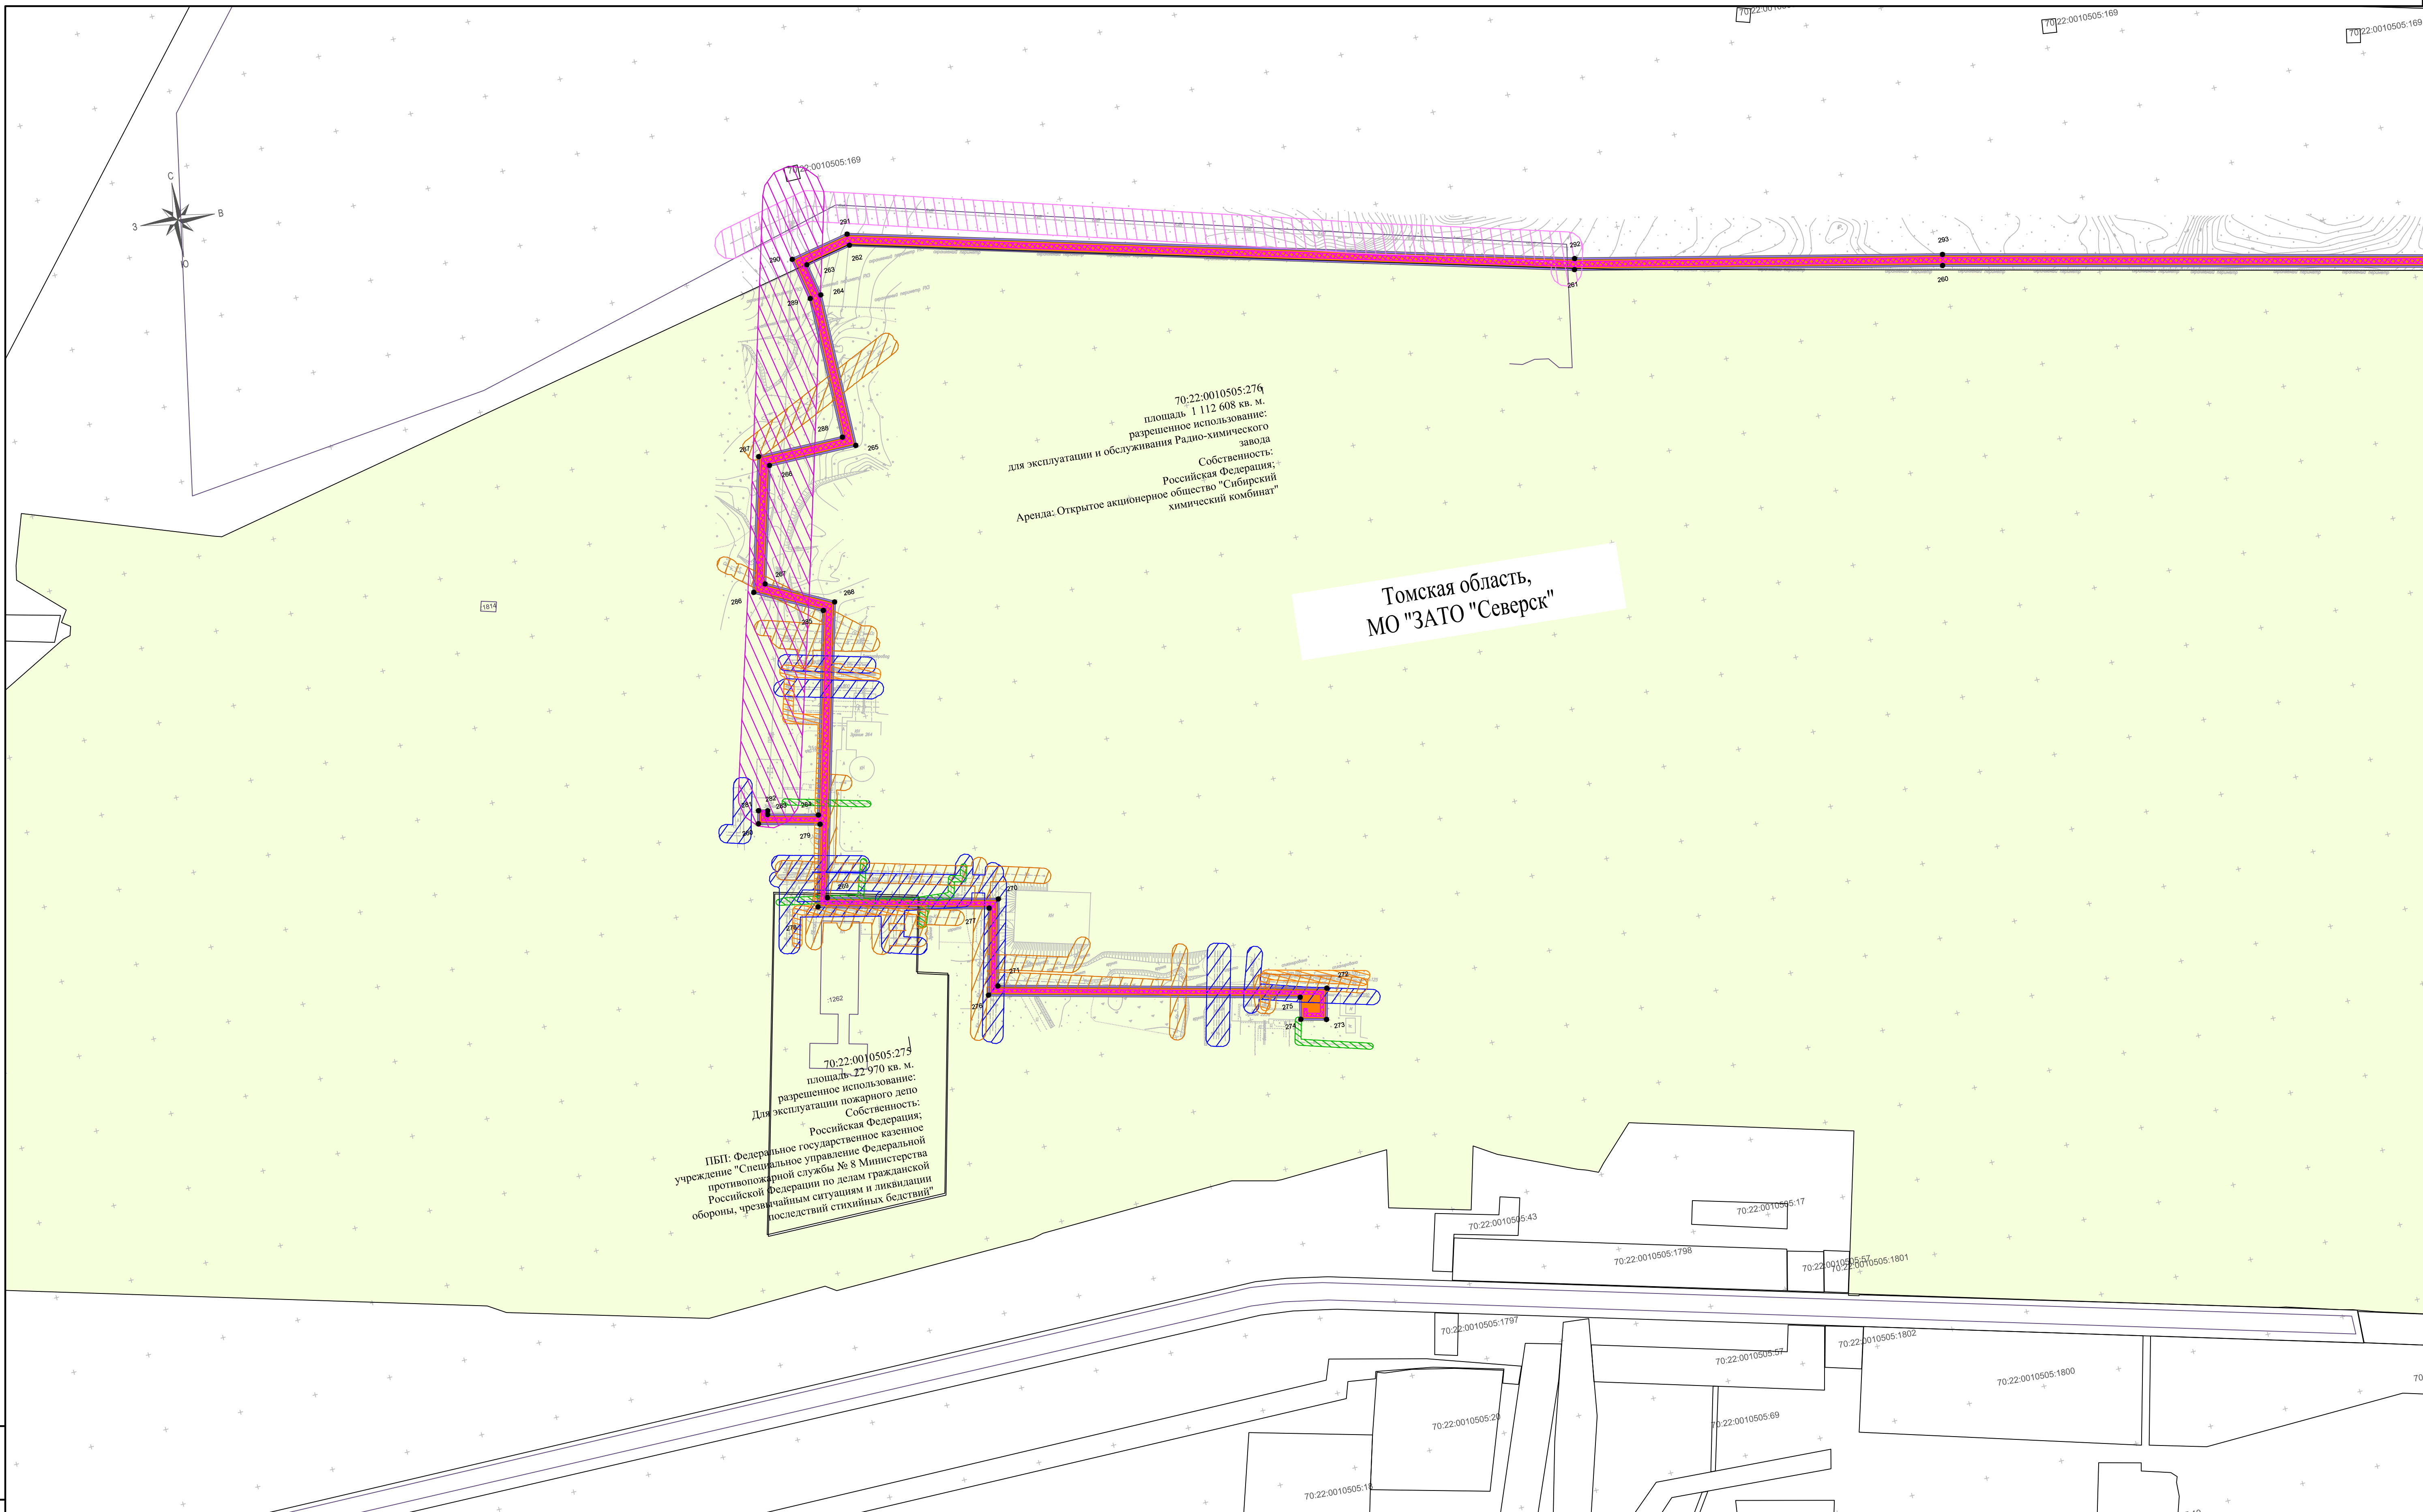 70:22:0010505:169
70:22:0010505:169
70:22:0010505:169
С
В
З
Ю
291
290
262
263
264
289
292
261
293
260
288
265
287
266
267
286
268
285
:1814
70:22:0010505:276
площадь 1 112 608 кв. м.
разрешенное использование:
для эксплуатации и обслуживания Радио-химического
завода
Собственность:
Российская Федерация;
Аренда: Открытое акционерное общество "Сибирский
химический комбинат"
Томская область,
МО "ЗАТО "Северск"
281
282
283
284
280
279
269
270
278
277
271
276
272
275
274
273
:1262
70:22:0010505:275
площадь 22 970 кв. м.
разрешенное использование:
Для эксплуатации пожарного депо
Собственность:
Российская Федерация;
ПБП: Федеральное государственное казенное
учреждение "Специальное управление Федеральной
противопожарной службы № 8 Министерства
Российской Федерации по делам гражданской
обороны, чрезвычайным ситуациям и ликвидации
последствий стихийных бедствий"
70:22:0010505:17
70:22:0010505:43
70:22:0010505:1798
70:22:0010505:57
70:22:0010505:1801
70:22:0010505:1797
70:22:0010505:1802
70:22:0010505:57
70:22:0010505:1800
70:22:0010505:20
70:22:0010505:69